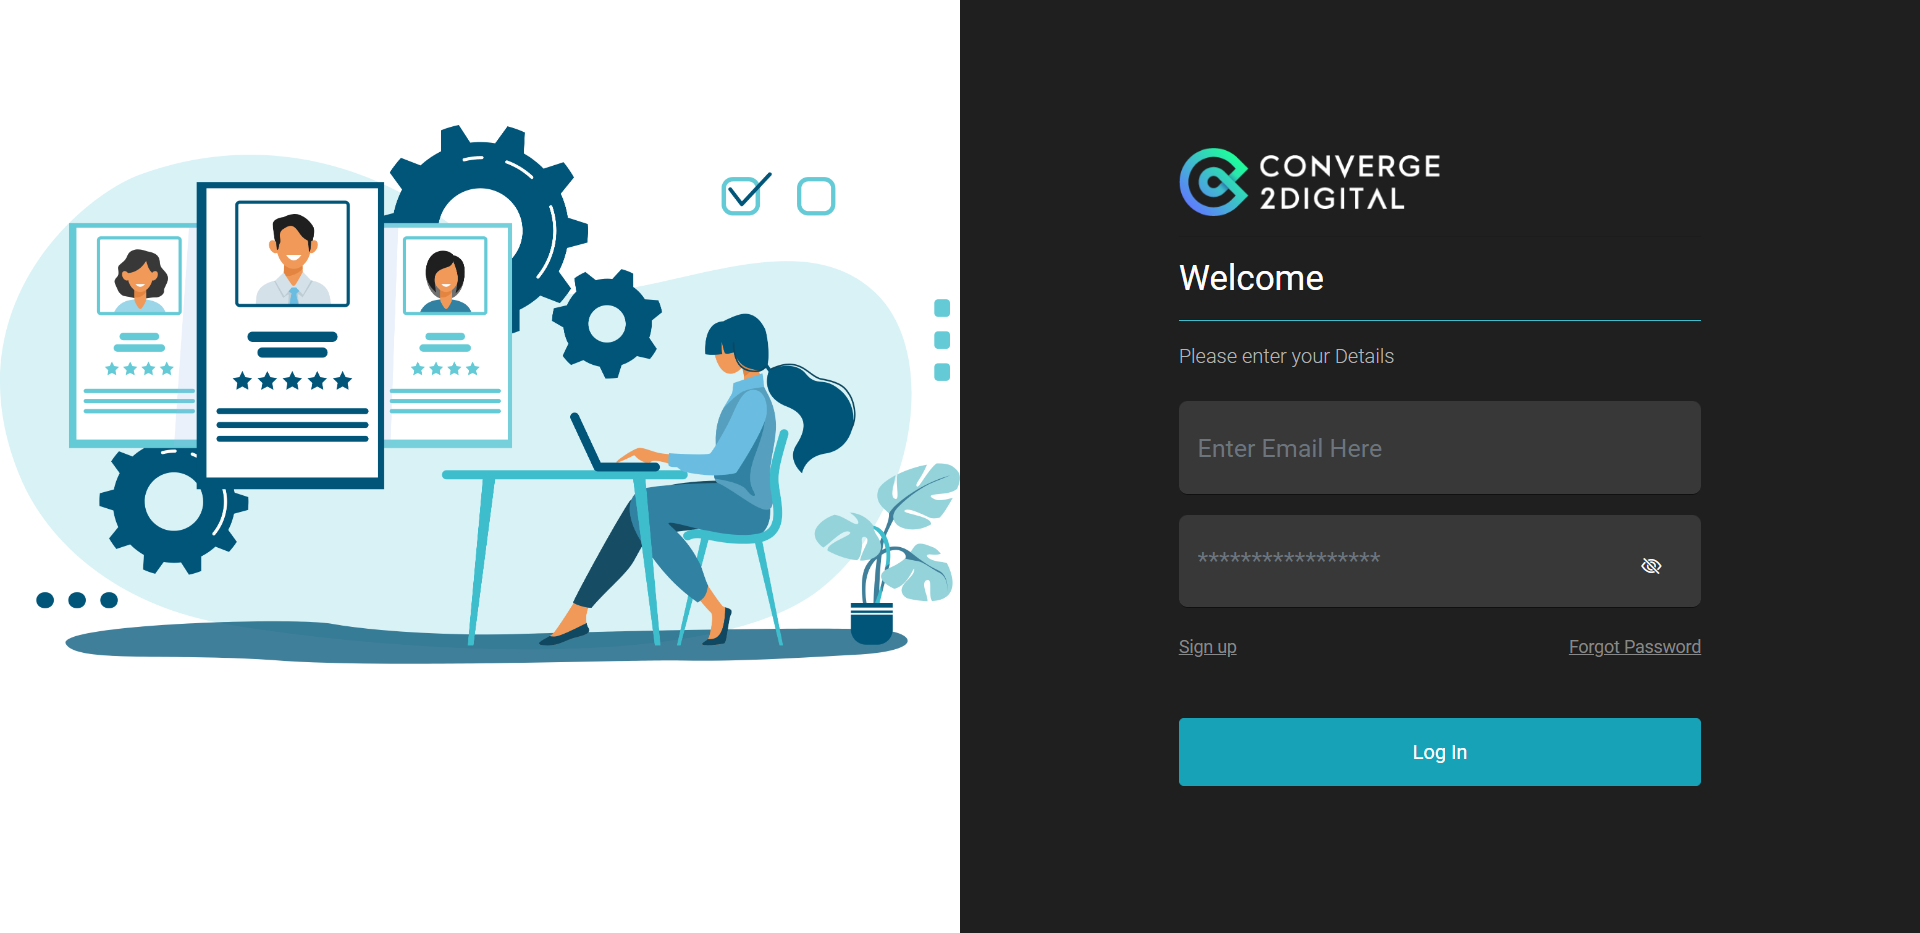 CONVERGE
2DIGITAL
Welcome
Please enter your Details
Enter Email Here
*****************
Sign up
Forgot Password
Log In